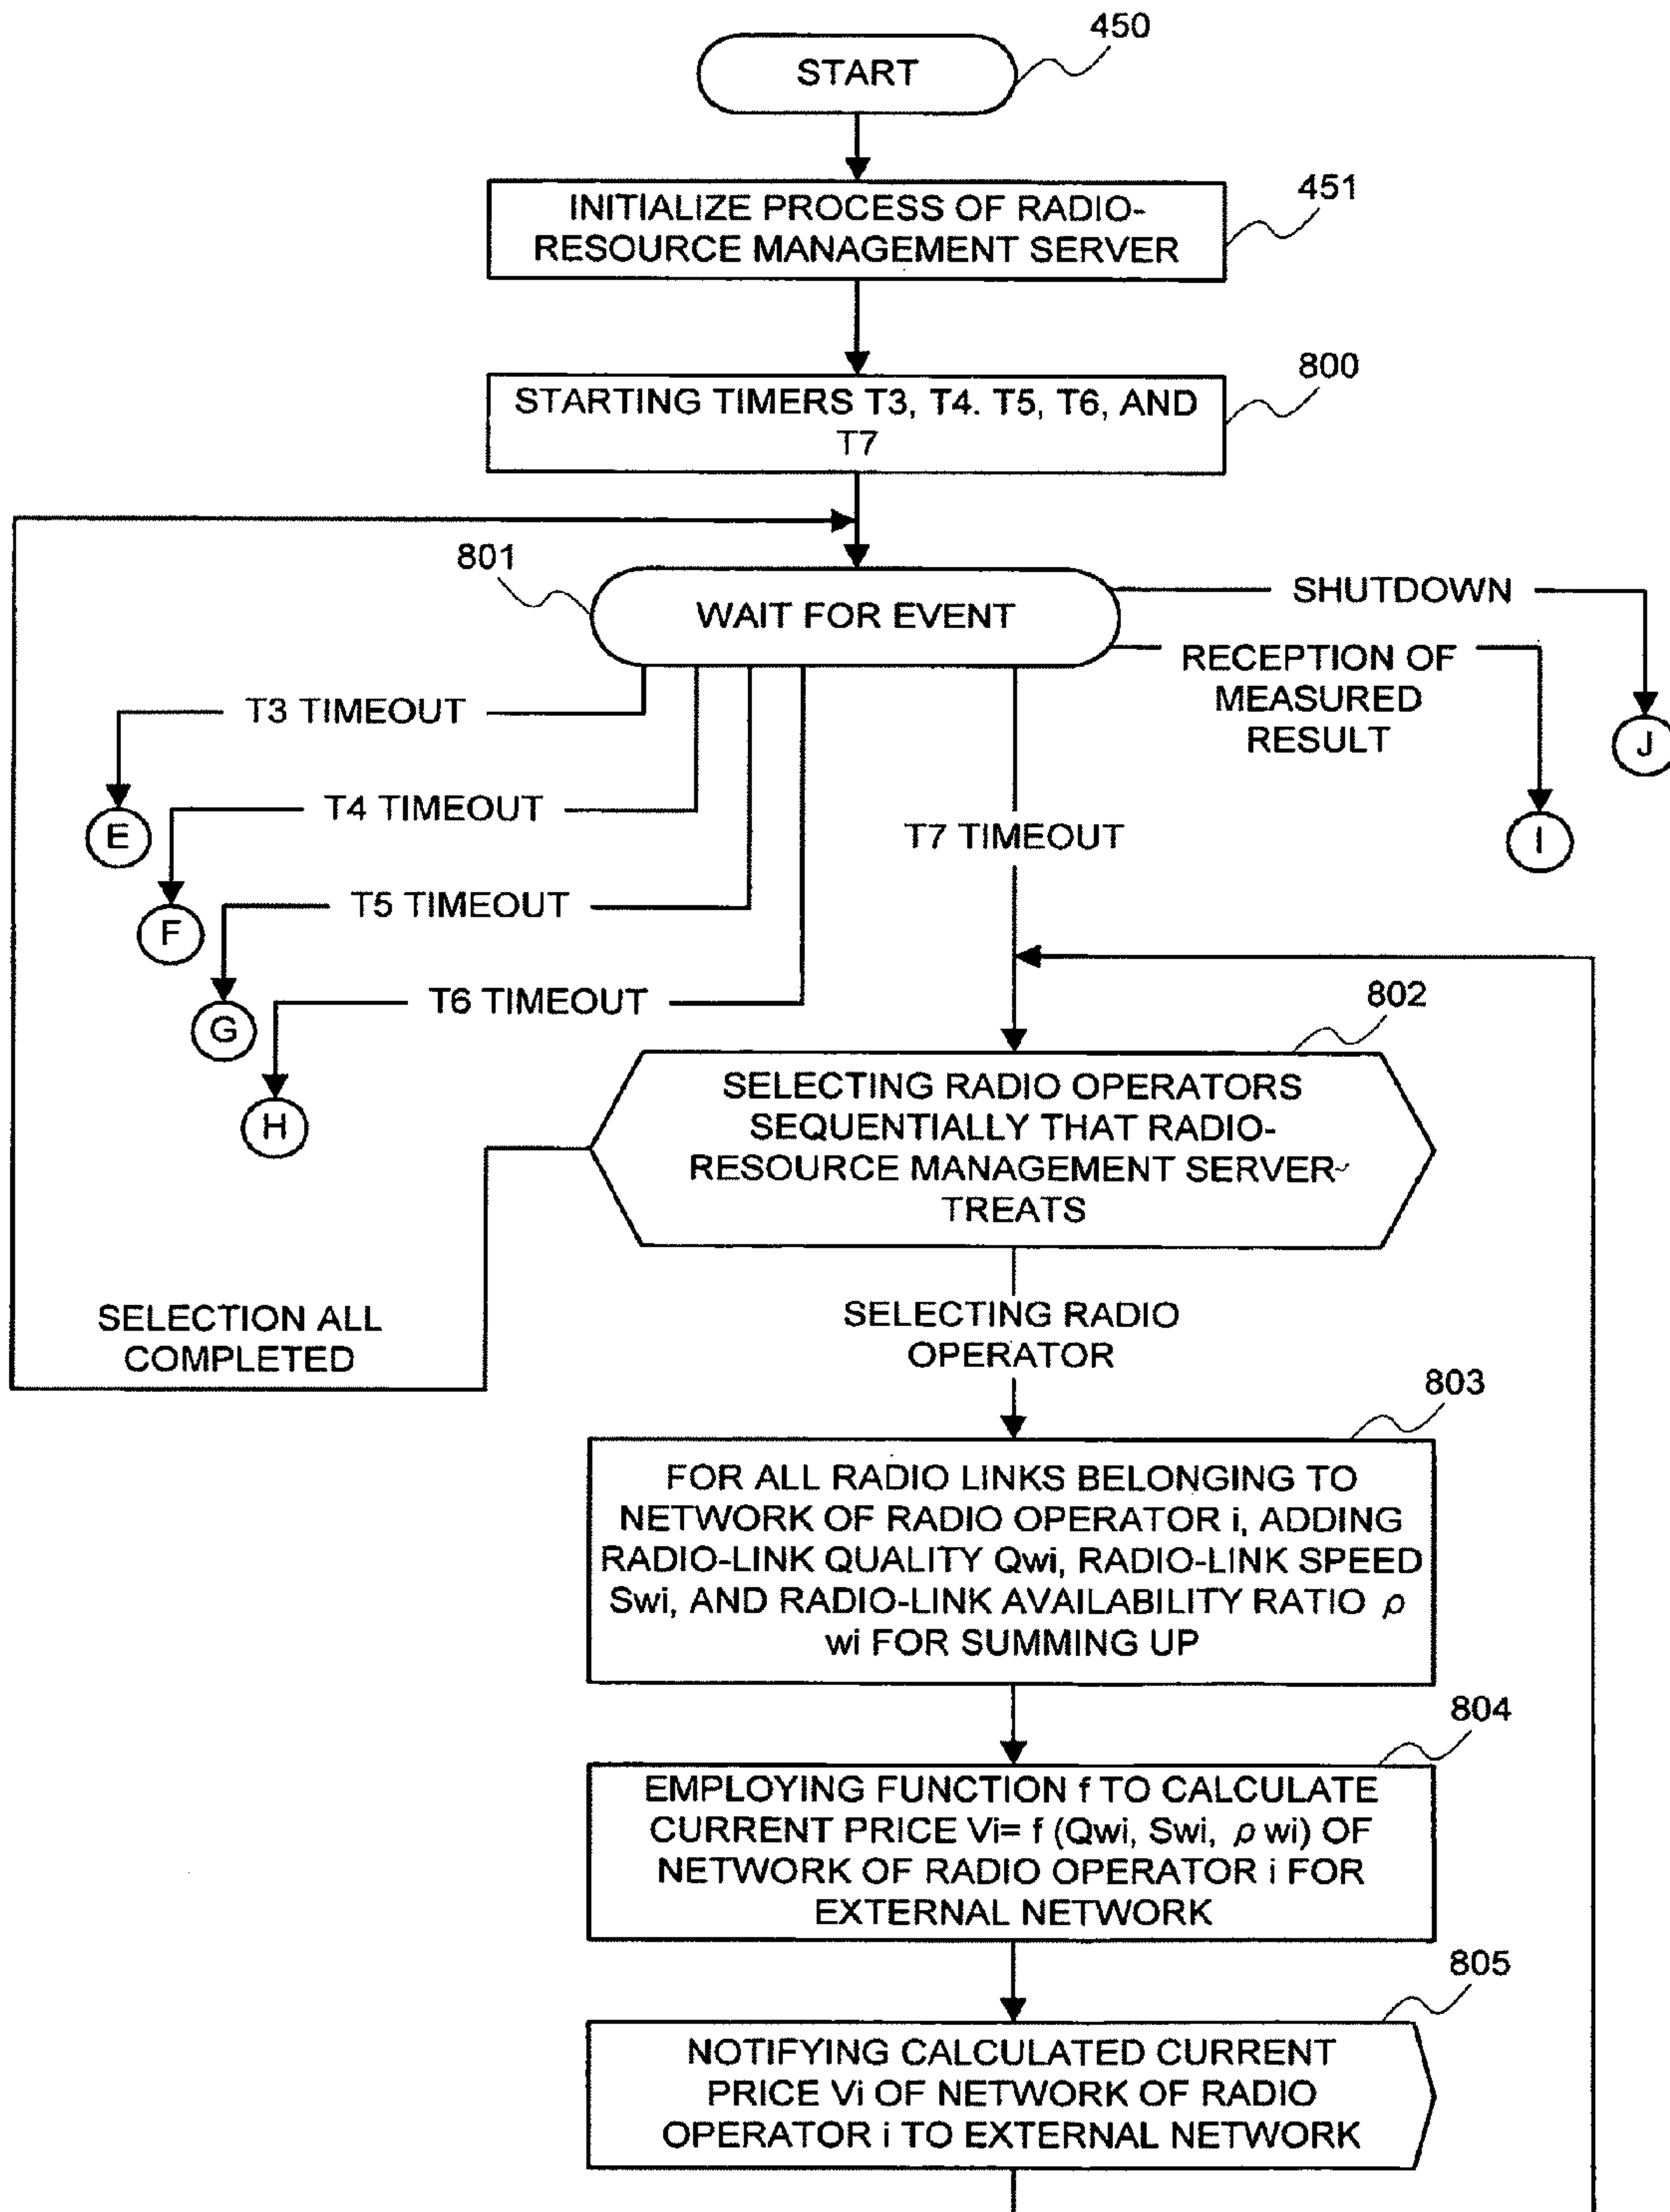 450
START
451
INITIALIZE PROCESS OF RADIO-
RESOURCE MANAGEMENT SERVER
800
STARTING TIMERS T3, T4. T5, T6, AND
T7
801
WAIT FOR EVENT
SHUTDOWN
RECEPTION OF
MEASURED
RESULT
J
I
T3 TIMEOUT
E
T4 TIMEOUT
F
T5 TIMEOUT
G
T6 TIMEOUT
H
T7 TIMEOUT
802
SELECTING RADIO OPERATORS
SEQUENTIALLY THAT RADIO-
RESOURCE MANAGEMENT SERVER
TREATS
SELECTION ALL
COMPLETED
SELECTING RADIO
OPERATOR
803
FOR ALL RADIO LINKS BELONGING TO
NETWORK OF RADIO OPERATOR i, ADDING
RADIO-LINK QUALITY Qwi, RADIO-LINK SPEED
Swi, AND RADIO-LINK AVAILABILITY RATIO ρ
wi FOR SUMMING UP
804
EMPLOYING FUNCTION f TO CALCULATE
CURRENT PRICE Vi= f (Qwi, Swi, ρ wi) OF
NETWORK OF RADIO OPERATOR i FOR
EXTERNAL NETWORK
805
NOTIFYING CALCULATED CURRENT
PRICE Vi OF NETWORK OF RADIO
OPERATOR i TO EXTERNAL NETWORK